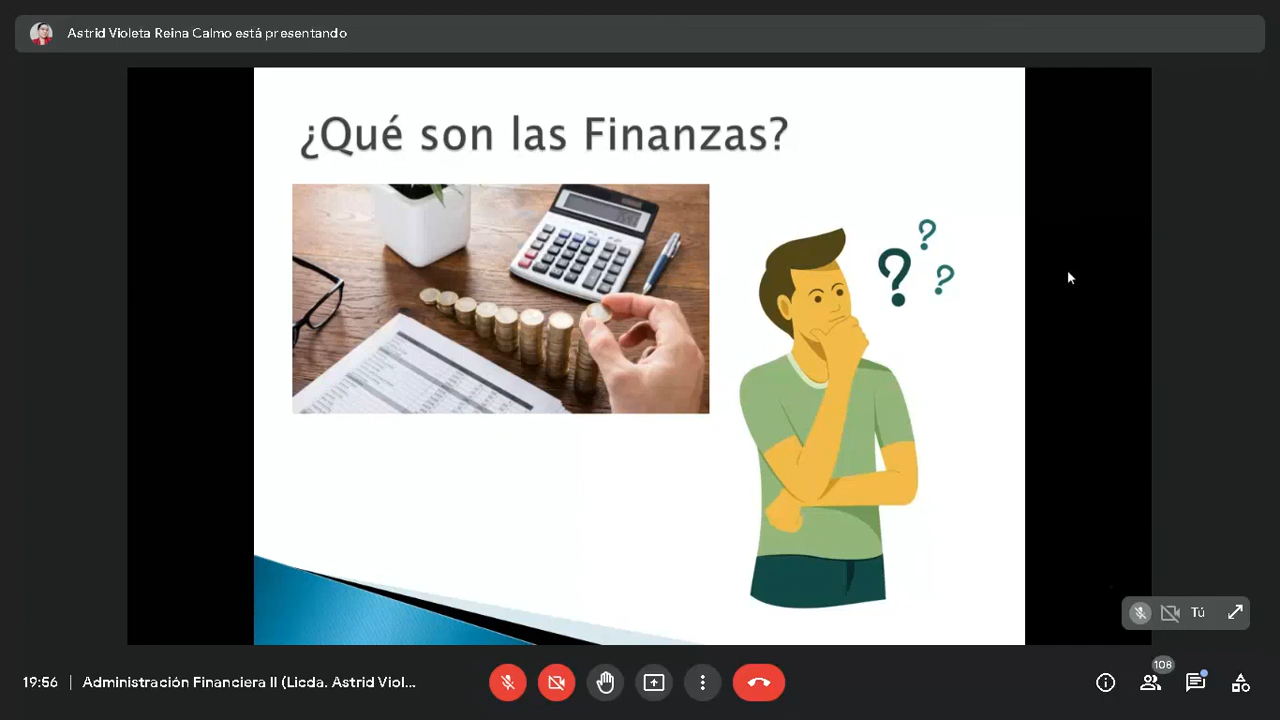 Astrid Violeta Reina Calmo está presentando
¿Qué son las Finanzas?
? ? ?
Tú
19:56 | Administración Financiera II (Licda. Astrid Viol...
108